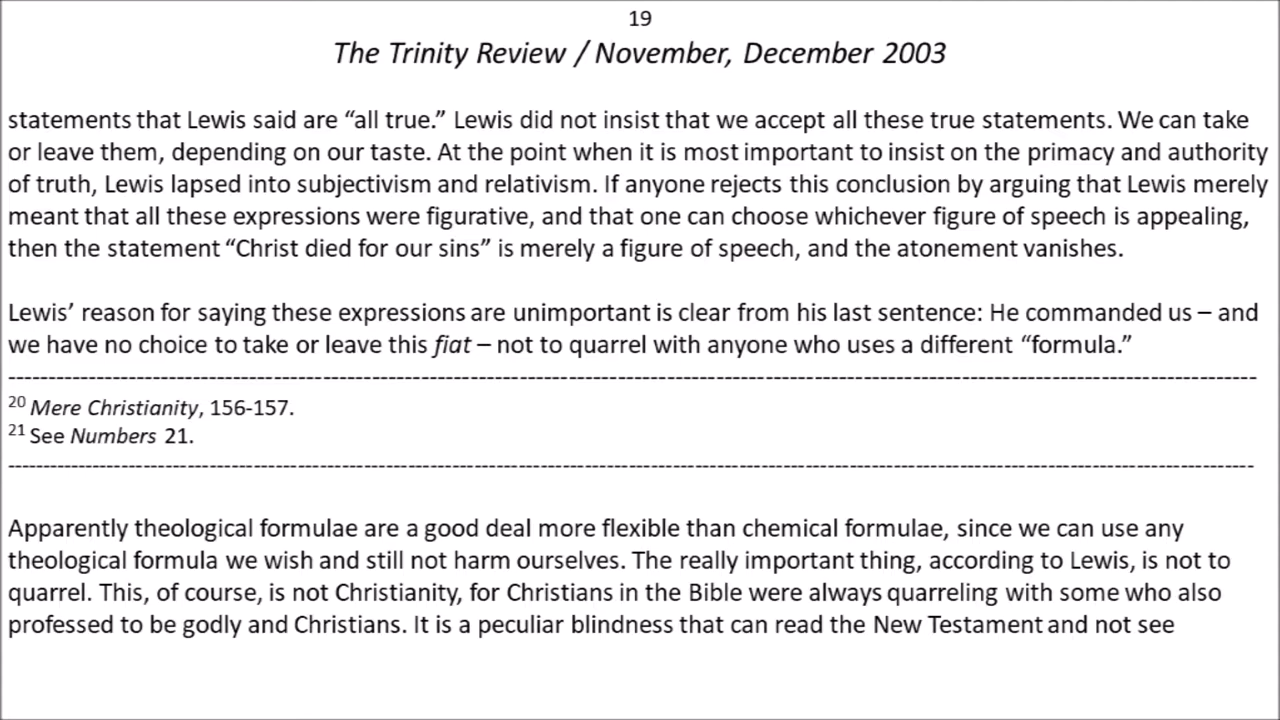 19
The Trinity Review / November, December 2003
statements that Lewis said are “all true.” Lewis did not insist that we accept all these true statements. We can take
or leave them, depending on our taste. At the point when it is most important to insist on the primacy and authority
of truth, Lewis lapsed into subjectivism and relativism. If anyone rejects this conclusion by arguing that Lewis merely
meant that all these expressions were figurative, and that one can choose whichever figure of speech is appealing,
then the statement “Christ died for our sins” is merely a figure of speech, and the atonement vanishes.
Lewis’ reason for saying these expressions are unimportant is clear from his last sentence: He commanded us – and
we have no choice to take or leave this fiat – not to quarrel with anyone who uses a different “formula.”
20 Mere Christianity, 156-157.
21 See Numbers 21.
Apparently theological formulae are a good deal more flexible than chemical formulae, since we can use any
theological formula we wish and still not harm ourselves. The really important thing, according to Lewis, is not to
quarrel. This, of course, is not Christianity, for Christians in the Bible were always quarreling with some who also
professed to be godly and Christians. It is a peculiar blindness that can read the New Testament and not see